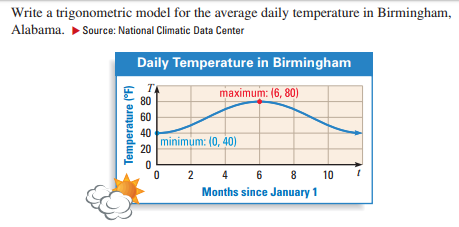 Write a trigonometric model for the average daily temperature in Birmingham,
Alabama. ▶ Source: National Climatic Data Center
Daily Temperature in Birmingham
Temperature (°F)
T
80
60
40
20
0
maximum: (6, 80)
minimum: (0, 40)
0 2 4 6 8 10 t
Months since January 1